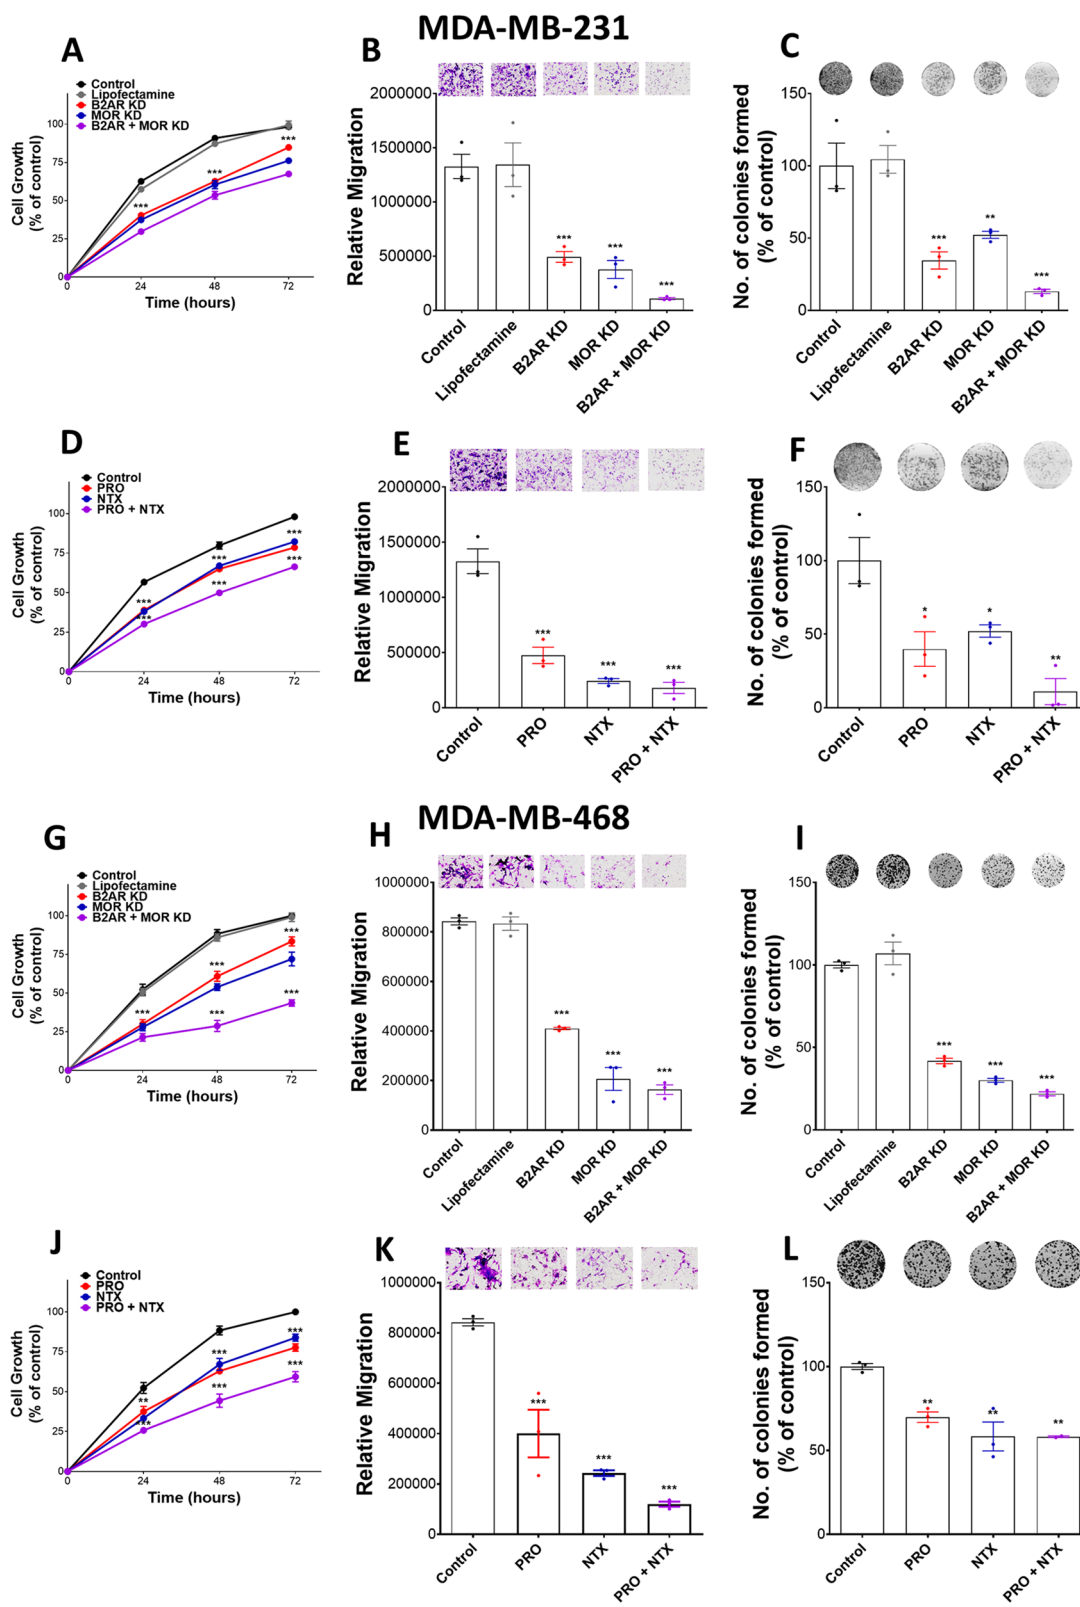 MDA-MB-231
A
Control
Lipofectamine
B2AR KD
MOR KD
B2AR + MOR KD
Cell Growth
(% of control)
100
75
50
25
0
***
***
***
0
24
48
72
Time (hours)
B
Relative Migration
2000000
1500000
1000000
500000
0
***
***
***
Control
Lipofectamine
B2AR KD
MOR KD
B2AR + MOR KD
C
No. of colonies formed
(% of control)
150
100
50
0
***
**
***
Control
Lipofectamine
B2AR KD
MOR KD
B2AR + MOR KD
D
Control
PRO
NTX
PRO + NTX
Cell Growth
(% of control)
100
75
50
25
0
***
***
***
***
***
***
0
24
48
72
Time (hours)
E
Relative Migration
2000000
1500000
1000000
500000
0
***
***
***
Control
PRO
NTX
PRO + NTX
F
No. of colonies formed
(% of control)
150
100
50
0
*
*
**
Control
PRO
NTX
PRO + NTX
MDA-MB-468
G
Control
Lipofectamine
B2AR KD
MOR KD
B2AR + MOR KD
Cell Growth
(% of control)
100
75
50
25
0
***
***
***
***
***
0
24
48
72
Time (hours)
H
Relative Migration
1000000
800000
600000
400000
200000
0
***
***
***
Control
Lipofectamine
B2AR KD
MOR KD
B2AR + MOR KD
I
No. of colonies formed
(% of control)
150
100
50
0
***
***
***
Control
Lipofectamine
B2AR KD
MOR KD
B2AR + MOR KD
J
Control
PRO
NTX
PRO + NTX
Cell Growth
(% of control)
100
75
50
25
0
**
***
***
***
***
***
0
24
48
72
Time (hours)
K
Relative Migration
1000000
800000
600000
400000
200000
0
***
***
***
Control
PRO
NTX
PRO + NTX
L
No. of colonies formed
(% of control)
150
100
50
0
**
**
**
Control
PRO
NTX
PRO + NTX